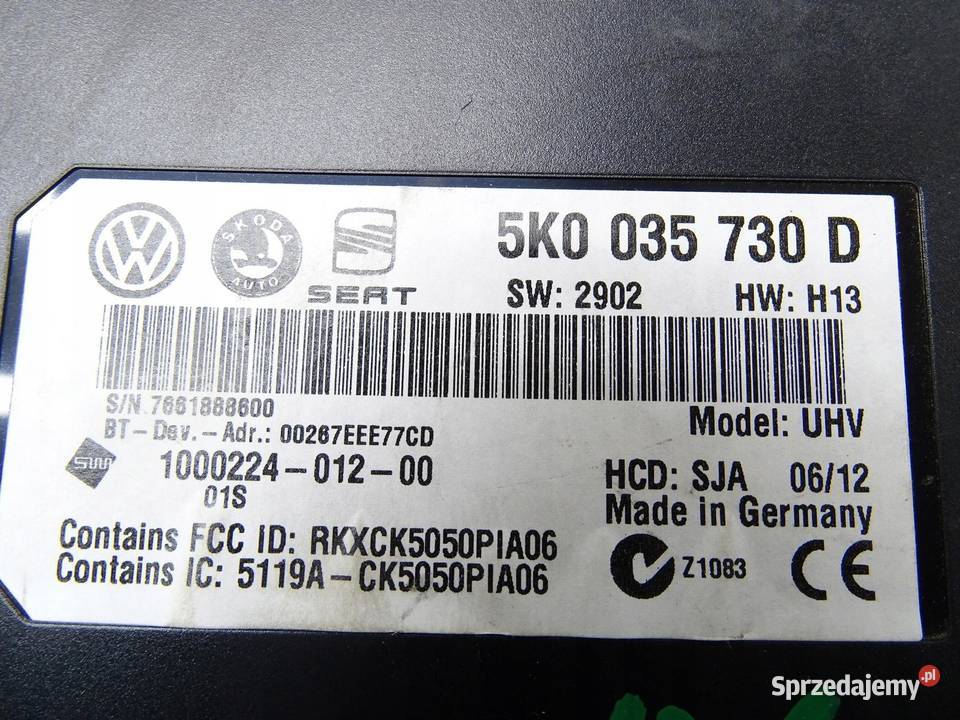 5K0 035 730 D
SKODA
AUTO
SEAT
SW: 2902 HW: H13
S/N 7661888600
BT-Dev.-Adr.: 00267EEE77CD
Model: UHV
SW
1000224-012-00
01S
HCD: SJA 06/12
Made in Germany
Contains FCC ID: RKXCK5050PIA06
Contains IC: 5119A-CK5050PIA06
Z1083
CE
Sprzedajemy.pl